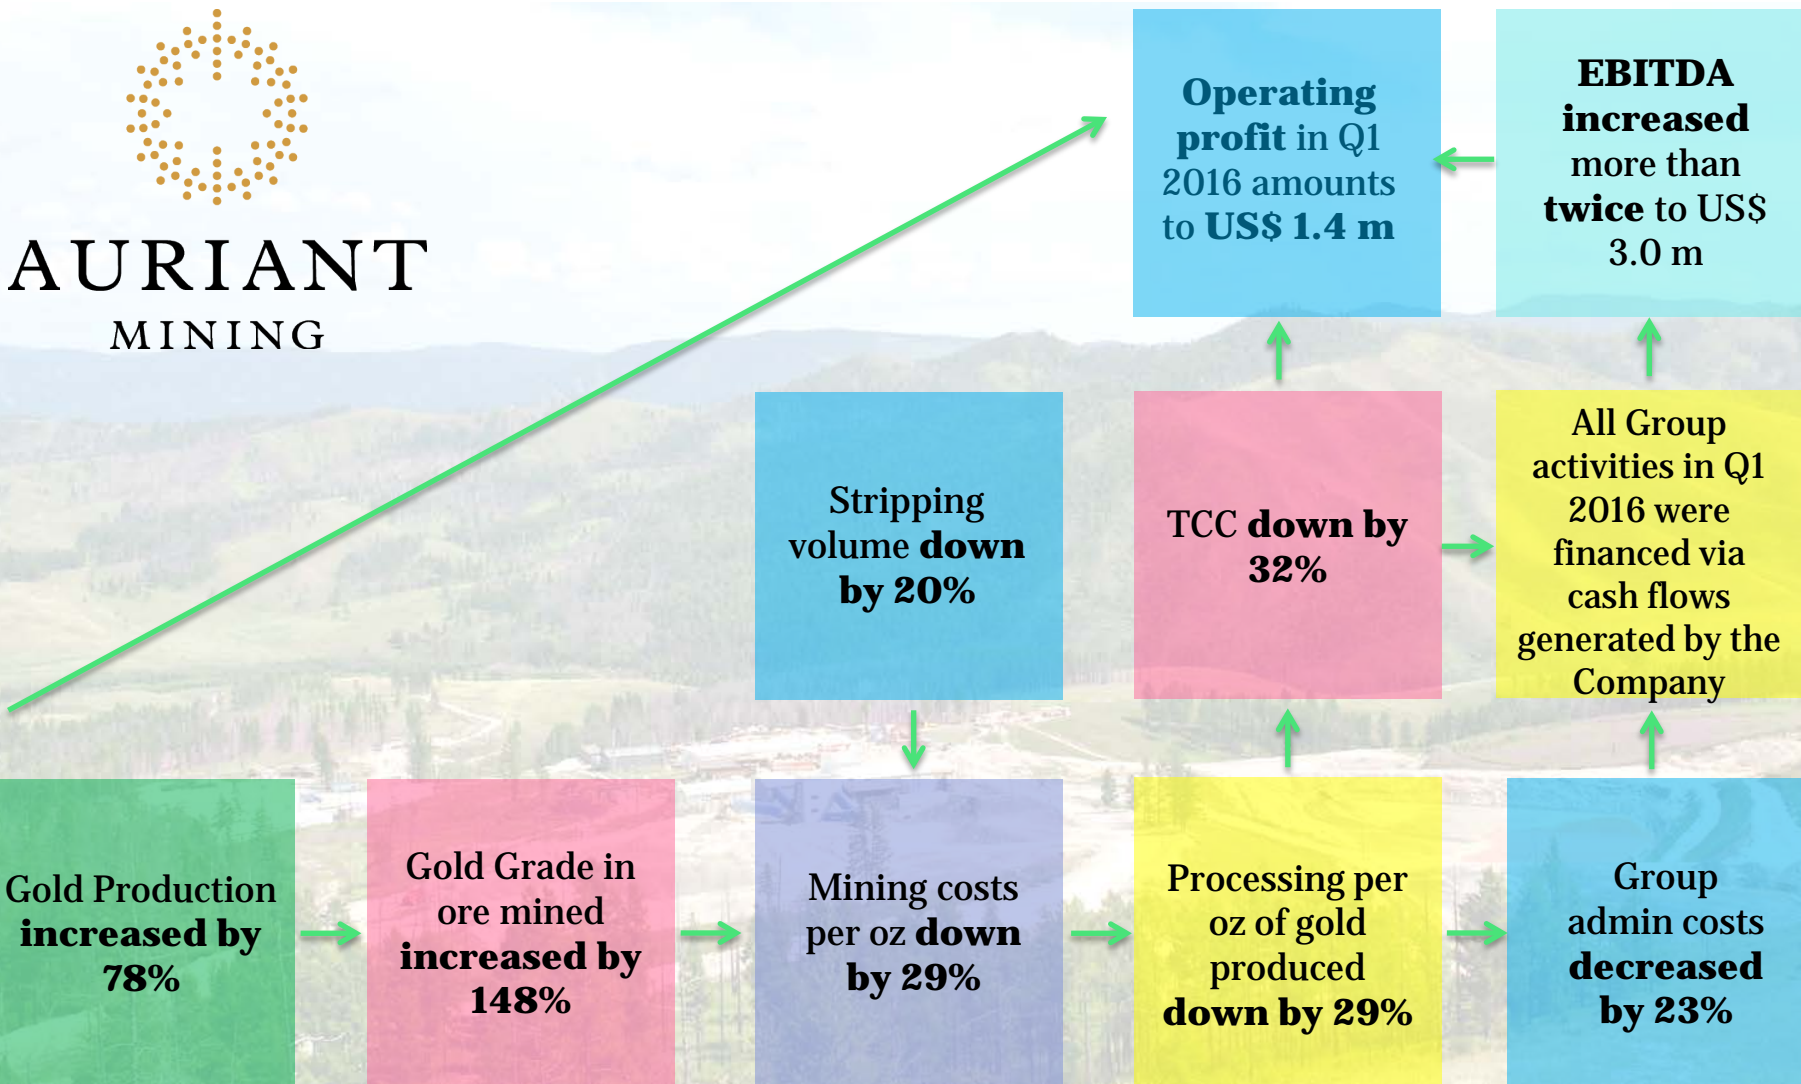 AURIANT
MINING
Operating
profit in Q1
2016 amounts
to US$ 1.4 m
EBITDA
increased
more than
twice to US$
3.0 m
Stripping
volume down
by 20%
TCC down by
32%
All Group
activities in Q1
2016 were
financed via
cash flows
generated by the
Company
Gold Production
increased by
78%
Gold Grade in
ore mined
increased by
148%
Mining costs
per oz down
by 29%
Processing per
oz of gold
produced
down by 29%
Group
admin costs
decreased
by 23%